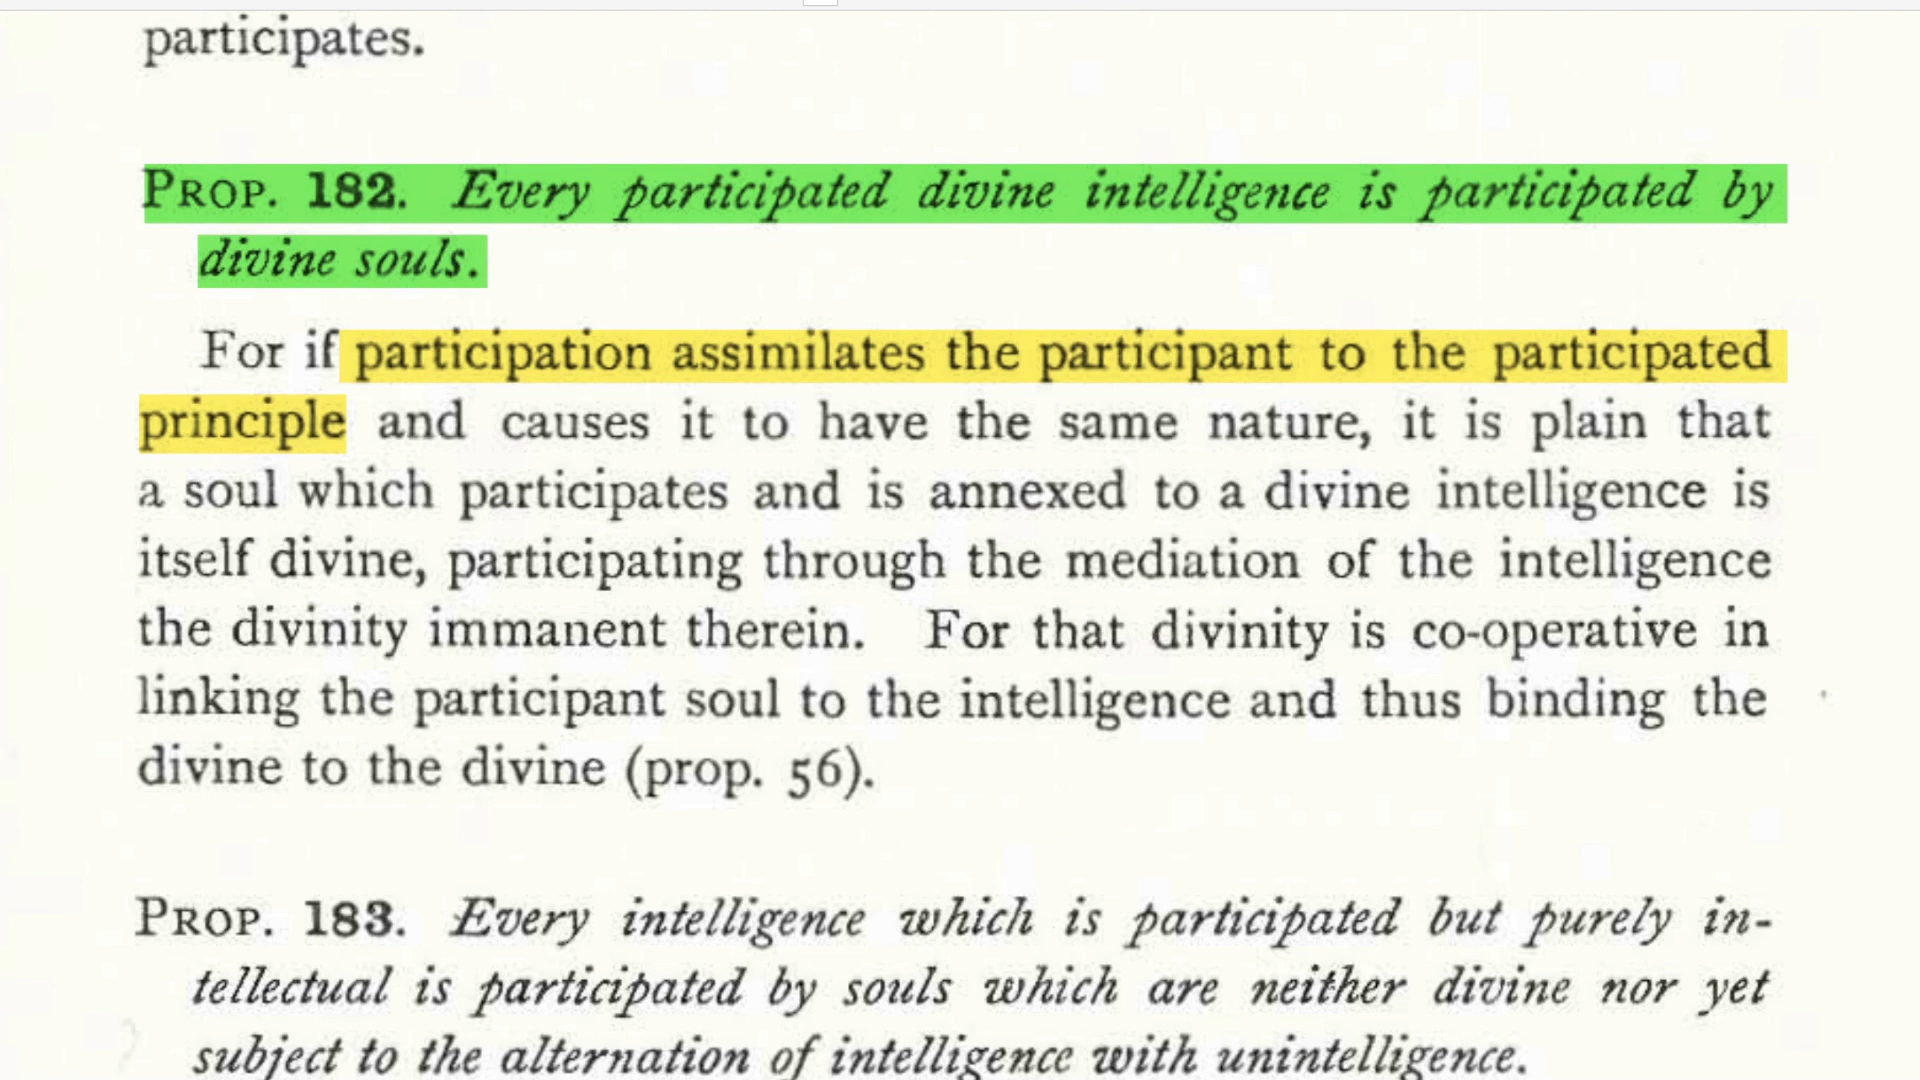 participates.
PROP. 182. Every participated divine intelligence is participated by
divine souls.
For if participation assimilates the participant to the participated
principle and causes it to have the same nature, it is plain that
a soul which participates and is annexed to a divine intelligence is
itself divine, participating through the mediation of the intelligence
the divinity immanent therein. For that divinity is co-operative in
linking the participant soul to the intelligence and thus binding the
divine to the divine (prop. 56).
PROP. 183. Every intelligence which is participated but purely in-
tellectual is participated by souls which are neither divine nor yet
subject to the alternation of intelligence with unintelligence.